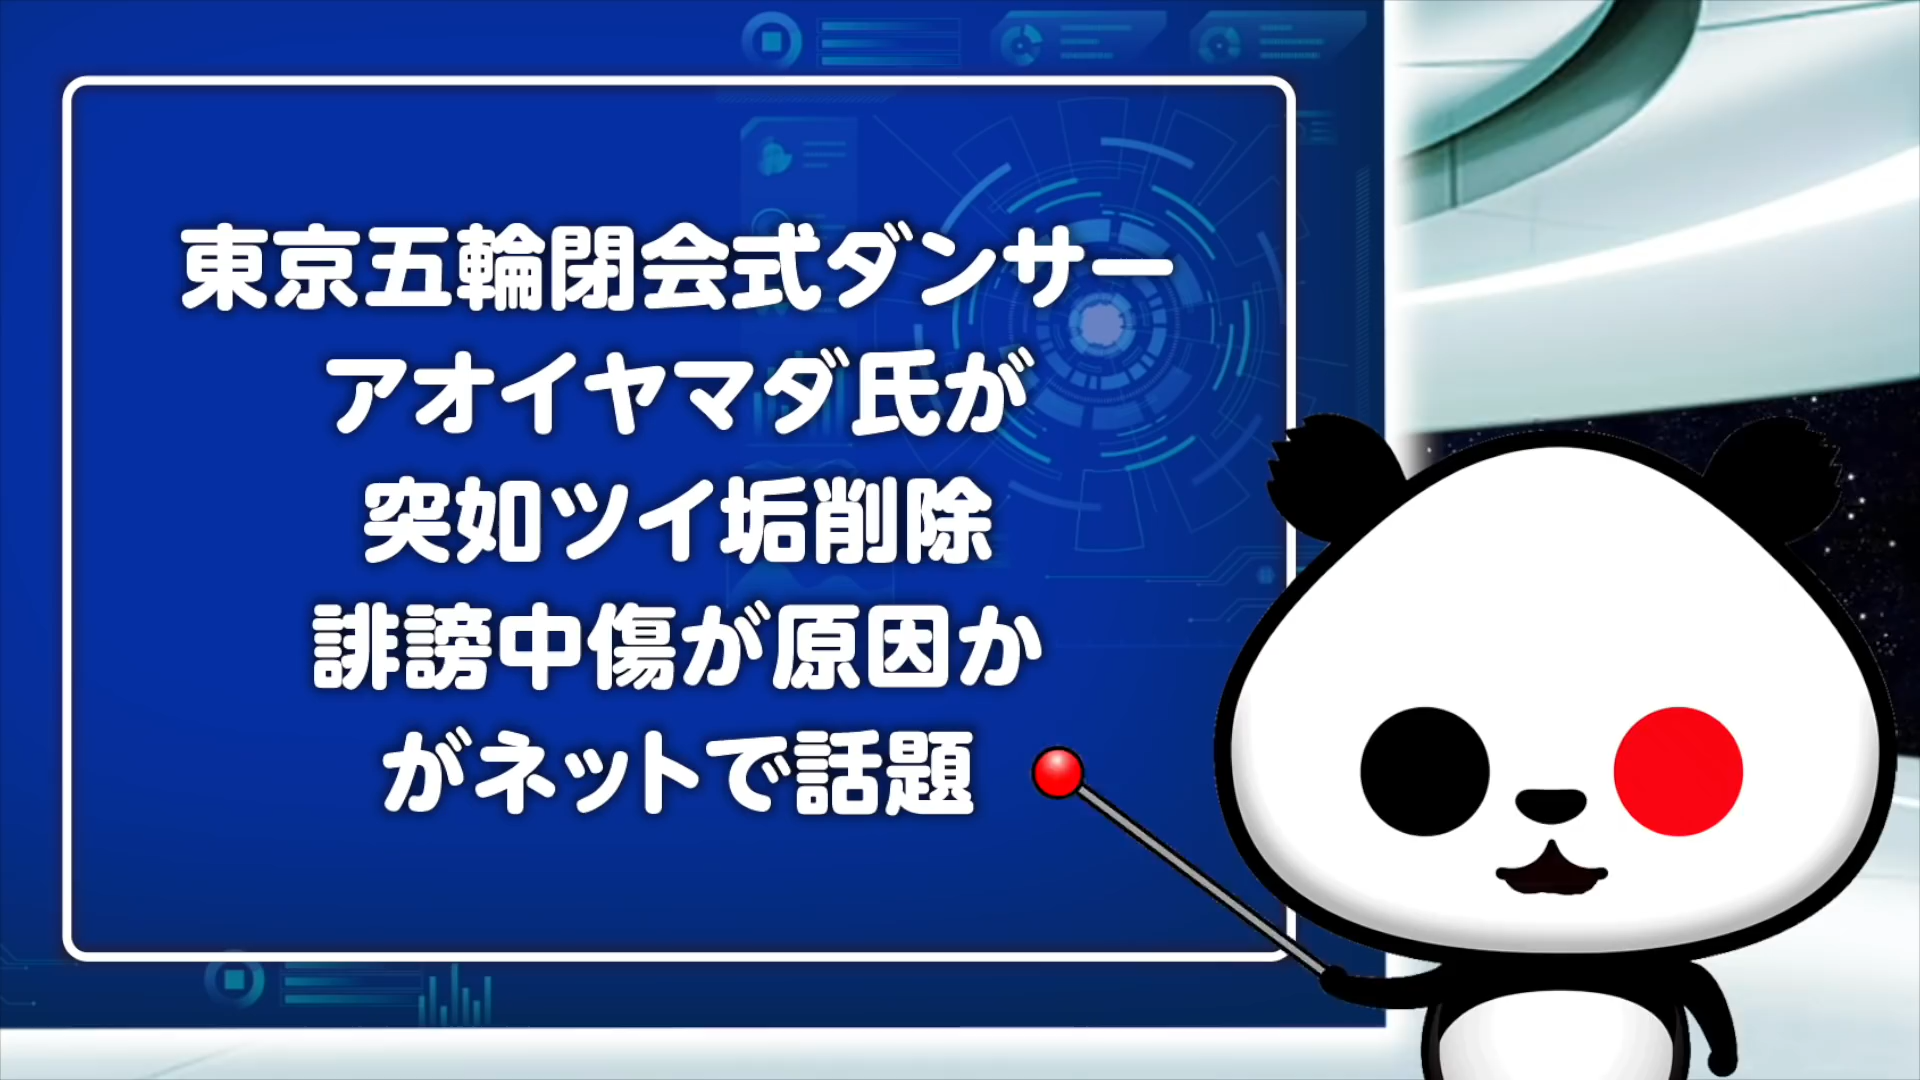 東京五輪閉会式ダンサー
アオイヤマダ氏が
突如ツイ垢削除
誹謗中傷が原因か
がネットで話題